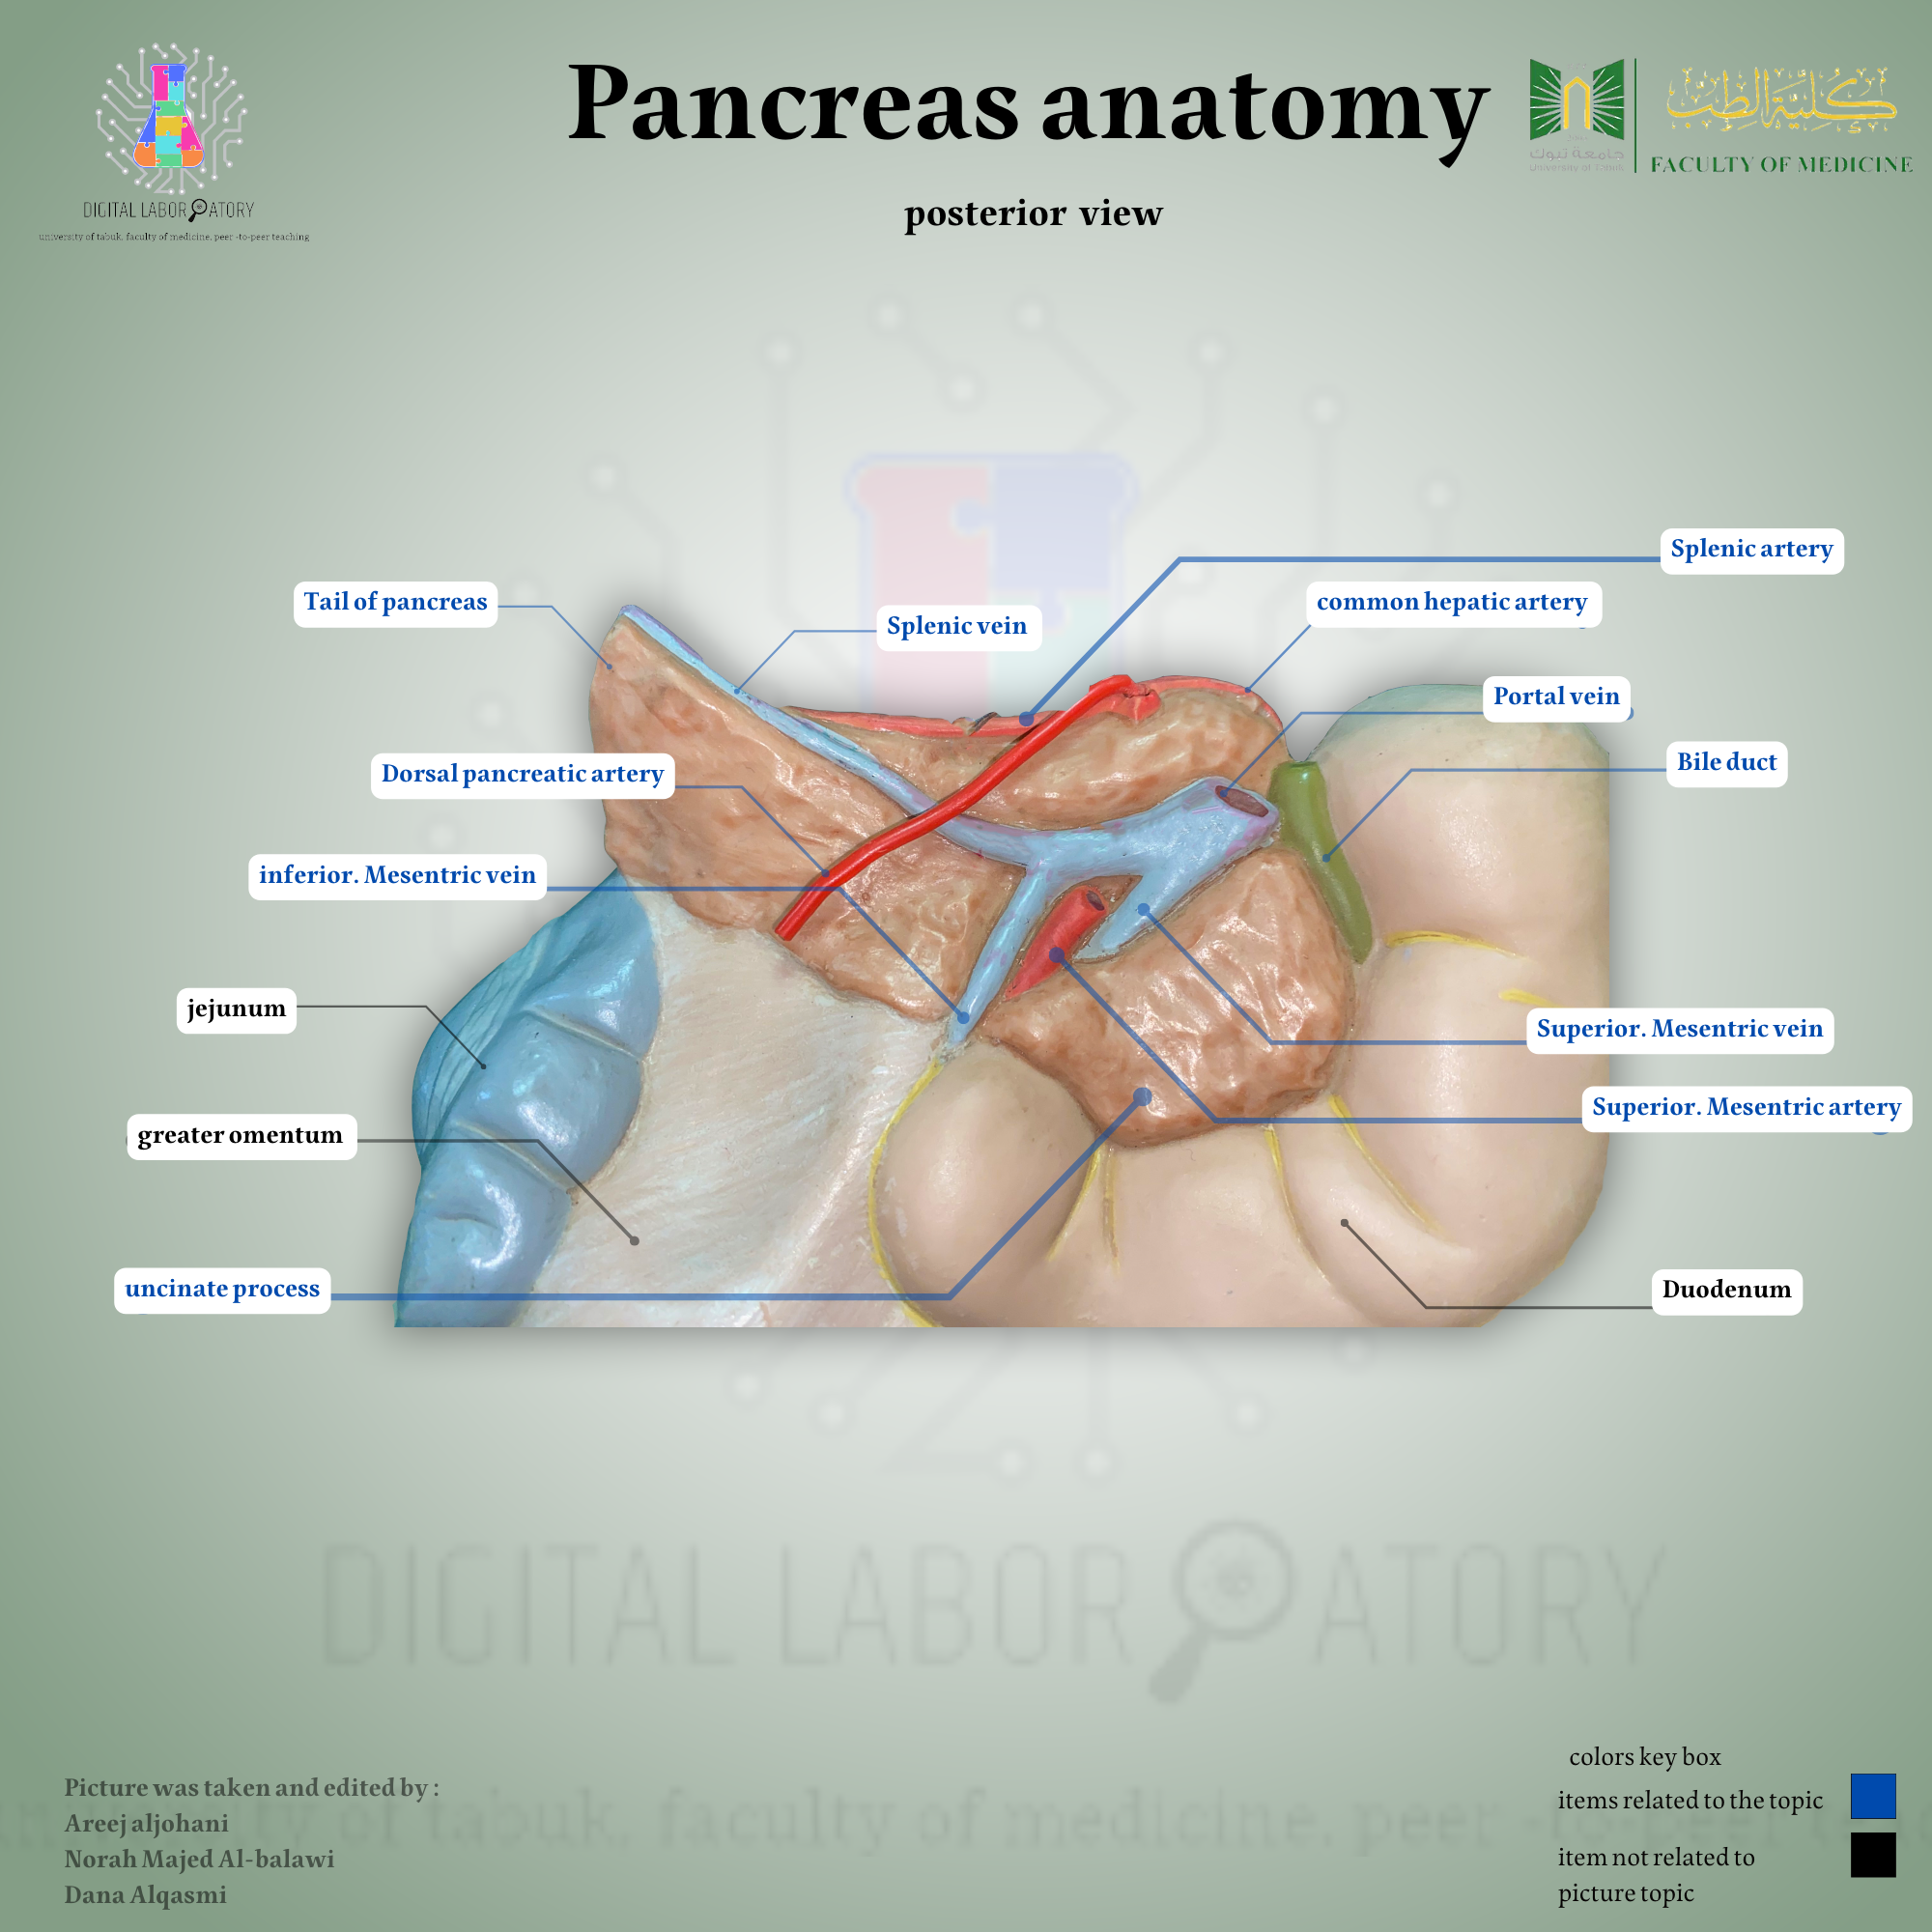 Pancreas anatomy
posterior view
DIGITAL LABORATORY
university of tabuk, faculty of medicine, peer -to-peer teaching
جامعة تبوك
University of Tabuk
كلية الطب
FACULTY OF MEDICINE
Splenic artery
Tail of pancreas
common hepatic artery
Splenic vein
Portal vein
Bile duct
Dorsal pancreatic artery
inferior. Mesentric vein
jejunum
Superior. Mesentric vein
Superior. Mesentric artery
greater omentum
uncinate process
Duodenum
DIGITAL LABORATORY
of tabuk, faculty of medicine, peer -to-peer
colors key box
items related to the topic
item not related to
picture topic
Picture was taken and edited by :
Areej aljohani
Norah Majed Al-balawi
Dana Alqasmi